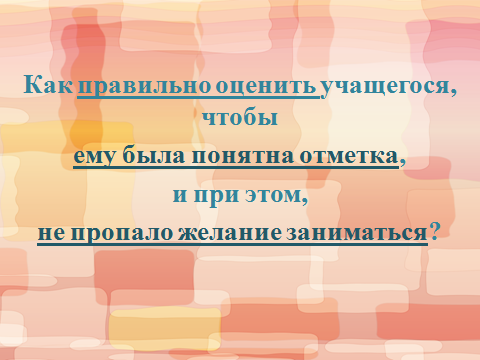 Как правильно оценить учащегося,
чтобы
ему была понятна отметка,
и при этом,
не пропало желание заниматься?